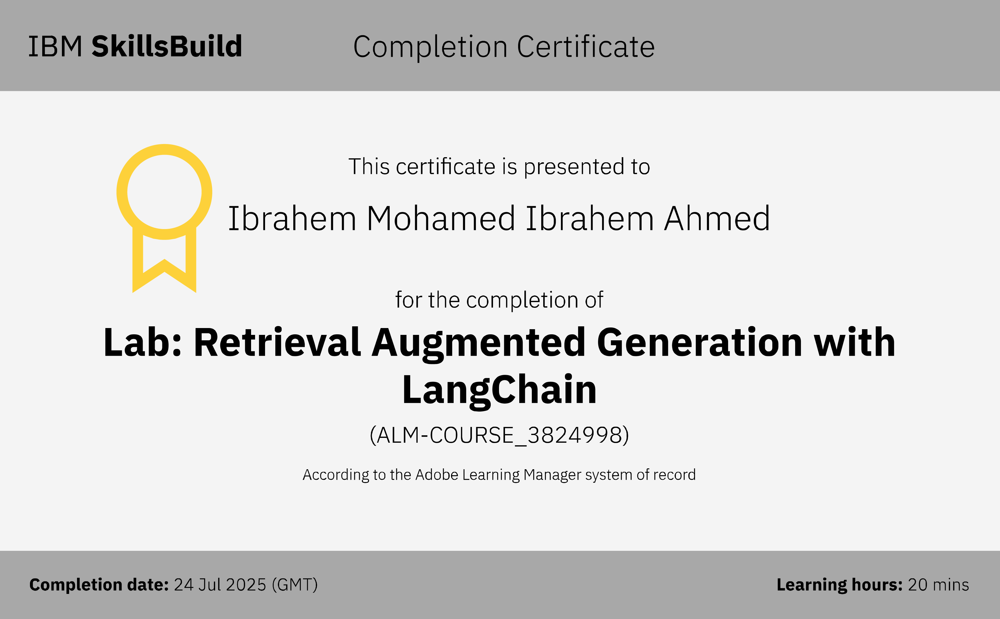 IBM SkillsBuild
Completion Certificate
This certificate is presented to
Ibrahem Mohamed Ibrahem Ahmed
for the completion of
Lab: Retrieval Augmented Generation with
LangChain
(ALM-COURSE_3824998)
According to the Adobe Learning Manager system of record
Completion date: 24 Jul 2025 (GMT)
Learning hours: 20 mins